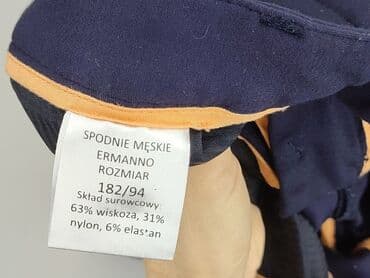 SPODNIE MĘSKIE
ERMANNO
ROZMIAR
182/94
Skład surowcowy:
63% wiskoza, 31%
nylon, 6% elastan